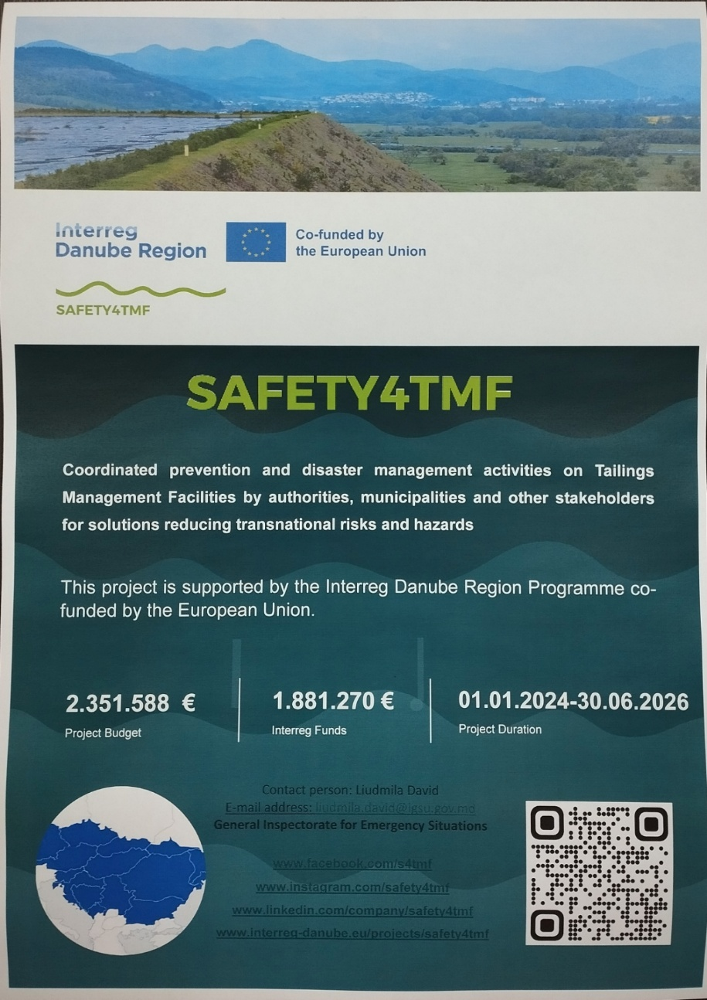 Interreg
Danube Region
Co-funded by
the European Union
SAFETY4TMF
SAFETY4TMF
Coordinated prevention and disaster management activities on Tailings
Management Facilities by authorities, municipalities and other stakeholders
for solutions reducing transnational risks and hazards
This project is supported by the Interreg Danube Region Programme co-
funded by the European Union.
2.351.588 €
Project Budget
1.881.270 €
Interreg Funds
01.01.2024-30.06.2026
Project Duration
Contact person: Liudmila David
E-mail address: liudmila.david@igsu.gov.md
General Inspectorate for Emergency Situations
www.facebook.com/s4tmf
www.instagram.com/safety4tmf
www.linkedin.com/company/safety4tmf
www.interreg-danube.eu/projects/safety4tmf